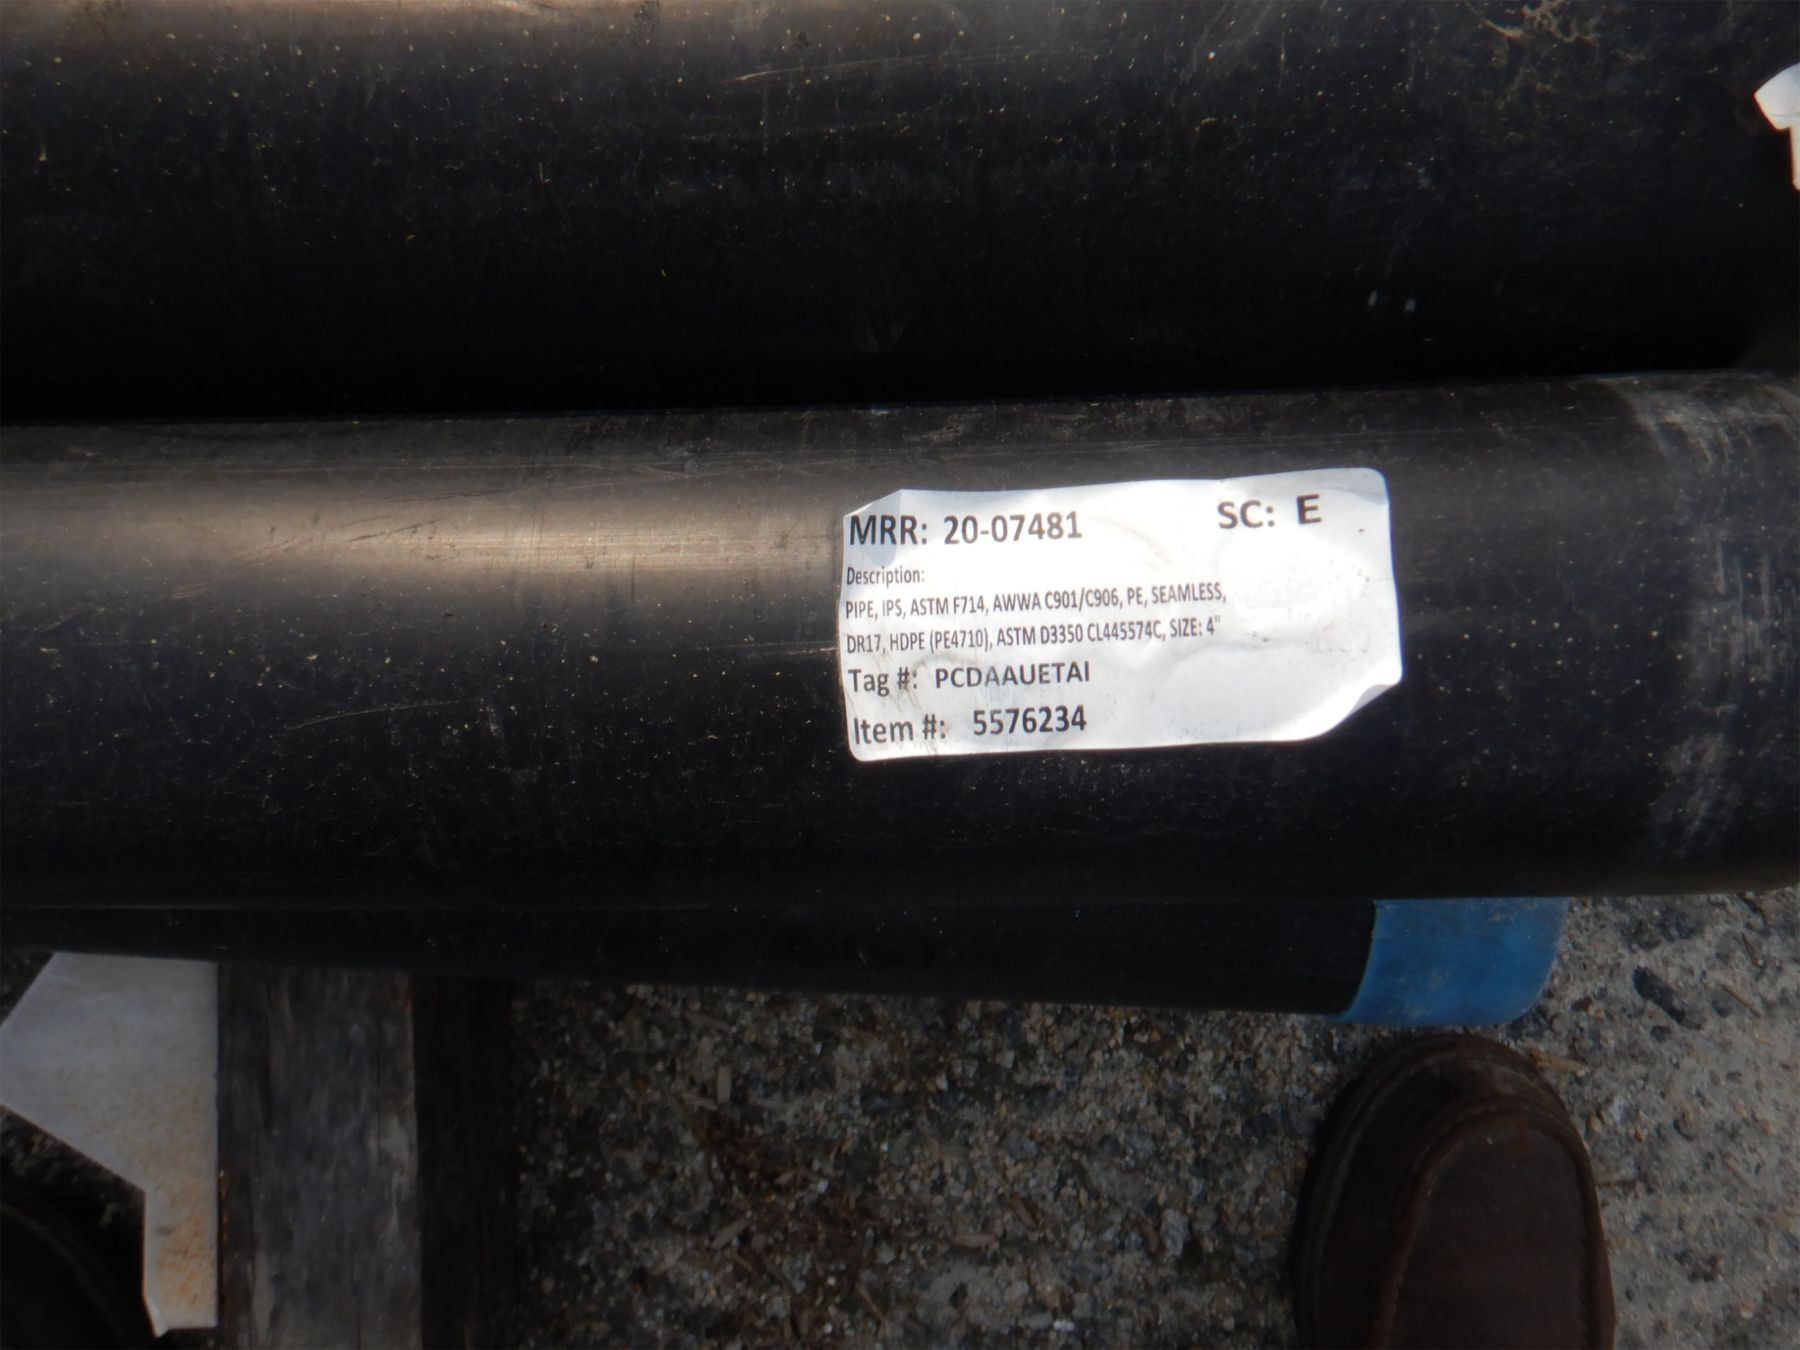 MRR: 20-07481 SC: E
Description:
PIPE, IPS, ASTM F714, AWWA C901/C906, PE, SEAMLESS,
DR17, HDPE (PE4710), ASTM D3350 CL445574C, SIZE: 4"
Tag #: PCDAAUETAI
Item #: 5576234